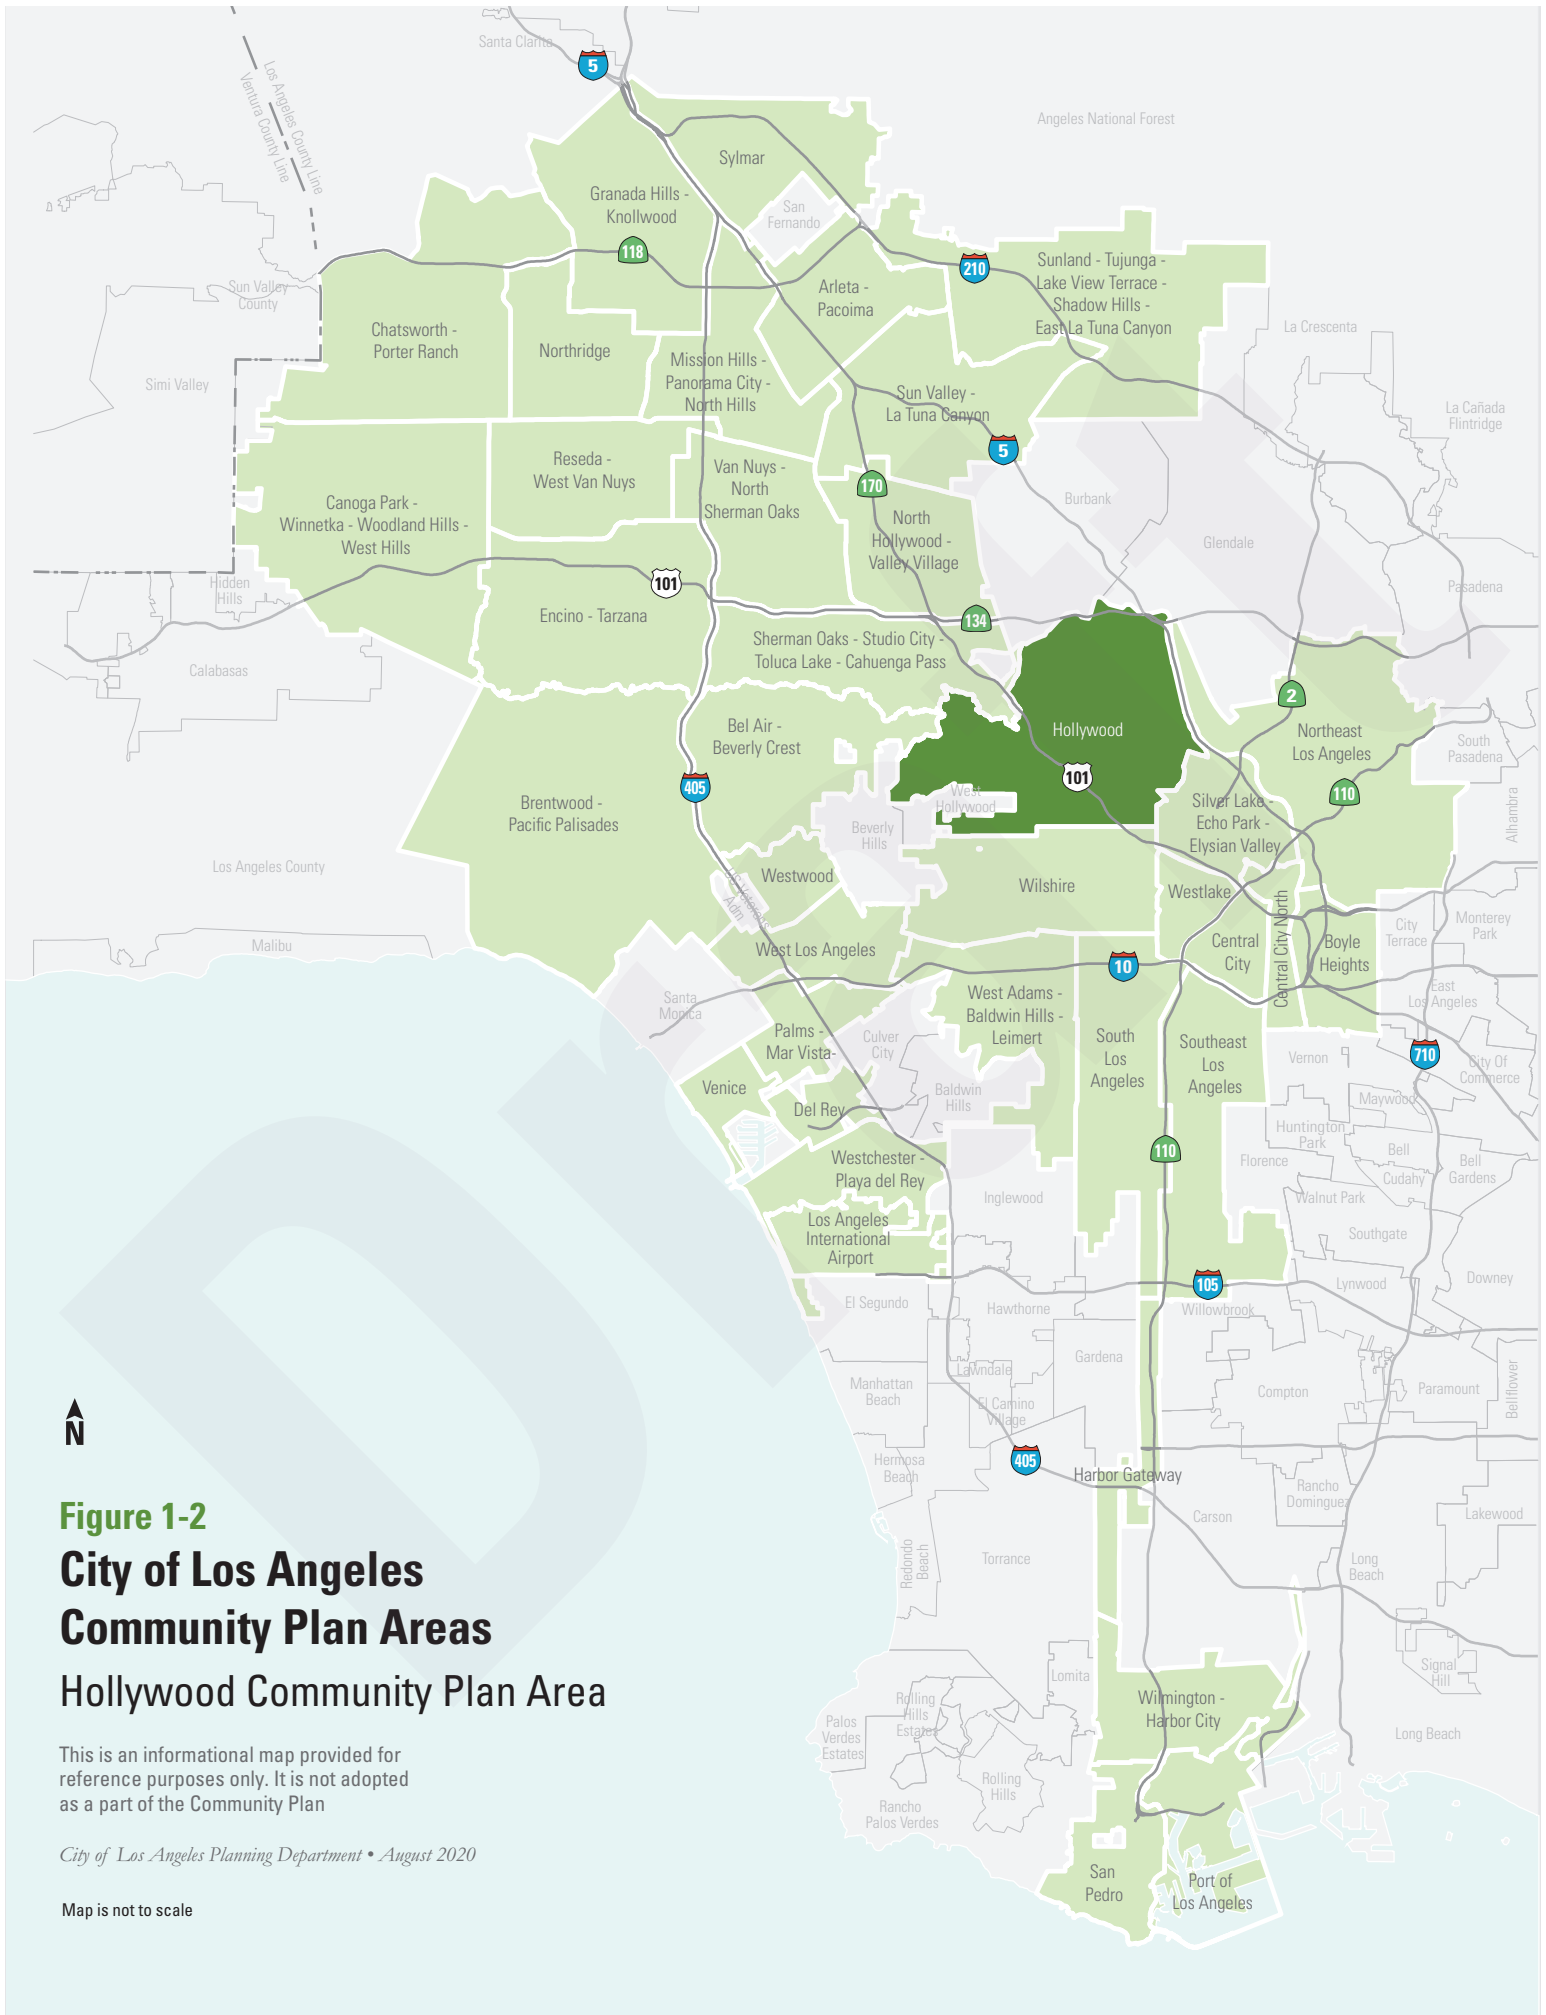 Santa Clarita
5
Los Angeles County Line
Ventura County Line
Angeles National Forest
Sylmar
Granada Hills -
Knollwood
San
Fernando
118
210
Sunland - Tujunga -
Lake View Terrace -
Shadow Hills -
East La Tuna Canyon
Sun Valley
County
Arleta -
Pacoima
Chatsworth -
Porter Ranch
Northridge
La Crescenta
Simi Valley
Mission Hills -
Panorama City -
North Hills
Sun Valley -
La Tuna Canyon
La Cañada
Flintridge
5
Reseda -
West Van Nuys
Van Nuys -
North
Sherman Oaks
170
Burbank
Canoga Park -
Winnetka - Woodland Hills -
West Hills
North
Hollywood -
Valley Village
Glendale
Hidden
Hills
101
Pasadena
Encino - Tarzana
134
Sherman Oaks - Studio City -
Toluca Lake - Cahuenga Pass
Calabasas
2
Bel Air -
Beverly Crest
Hollywood
Northeast
Los Angeles
South
Pasadena
101
405
110
Brentwood -
Pacific Palisades
West
Hollywood
Silver Lake -
Echo Park -
Elysian Valley
Alhambra
Beverly
Hills
Los Angeles County
US Veterans
Adm
Westwood
Wilshire
Westlake
Central City North
City
Terrace
Monterey
Park
Malibu
West Los Angeles
Central
City
Boyle
Heights
10
Santa
Monica
West Adams -
Baldwin Hills -
Leimert
East
Los Angeles
Palms -
Mar Vista-
Culver
City
South
Los
Angeles
Southeast
Los
Angeles
Vernon
710
City Of
Commerce
Venice
Baldwin
Hills
Maywood
Del Rey
Huntington
Park
Bell
110
Westchester -
Playa del Rey
Florence
Cudahy
Bell
Gardens
Inglewood
Walnut Park
Los Angeles
International
Airport
Southgate
105
Lynwood
Downey
El Segundo
Hawthorne
Willowbrook
Gardena
Lawndale
Manhattan
Beach
Compton
Paramount
Bellflower
El Camino
Village
Hermosa
Beach
405
Harbor Gateway
Rancho
Dominguez
Carson
Lakewood
Redondo
Beach
Torrance
Long
Beach
Lomita
Signal
Hill
Rolling
Hills
Estates
Wilmington -
Harbor City
Palos
Verdes
Estates
Long Beach
Rolling
Hills
Rancho
Palos Verdes
San
Pedro
Port of
Los Angeles
N
Figure 1-2
City of Los Angeles
Community Plan Areas
Hollywood Community Plan Area
This is an informational map provided for
reference purposes only. It is not adopted
as a part of the Community Plan
City of Los Angeles Planning Department • August 2020
Map is not to scale